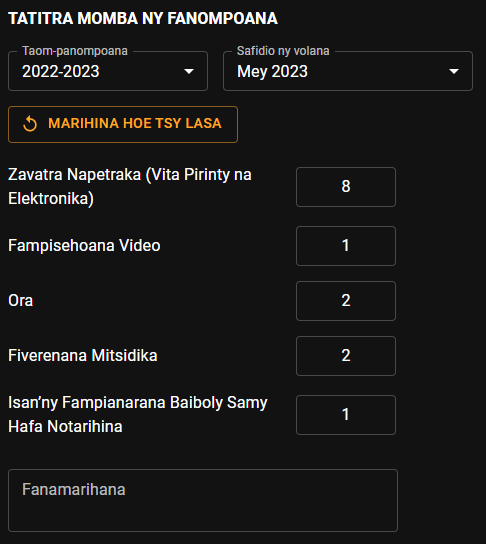 TATITRA MOMBA NY FANOMPOANA
Taom-panompoana
2022-2023
Safidio ny volana
Mey 2023
MARIHINA HOE TSY LASA
Zavatra Napetraka (Vita Pirinty na
Elektronika)
8
Fampisehoana Video
1
Ora
2
Fiverenana Mitsidika
2
Isan’ny Fampianarana Baiboly Samy
Hafa Notarihina
1
Fanamarihana